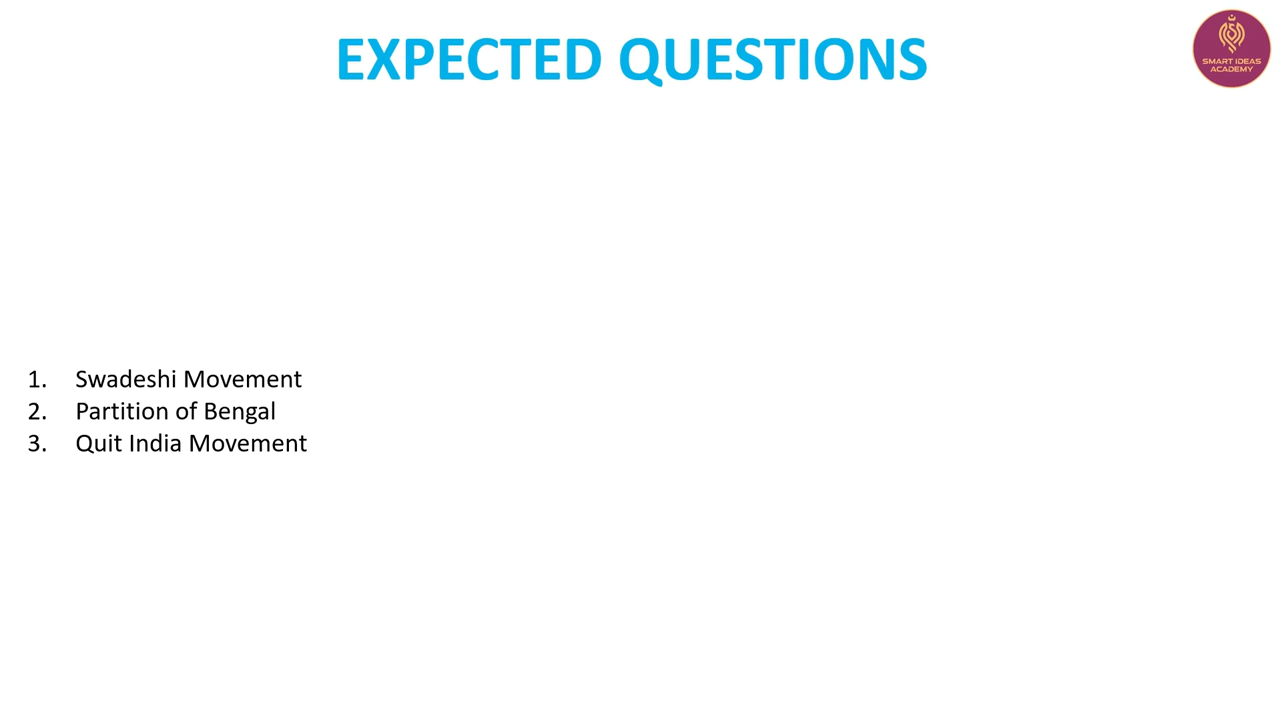 EXPECTED QUESTIONS
SMART IDEAS
ACADEMY
1. Swadeshi Movement
2. Partition of Bengal
3. Quit India Movement